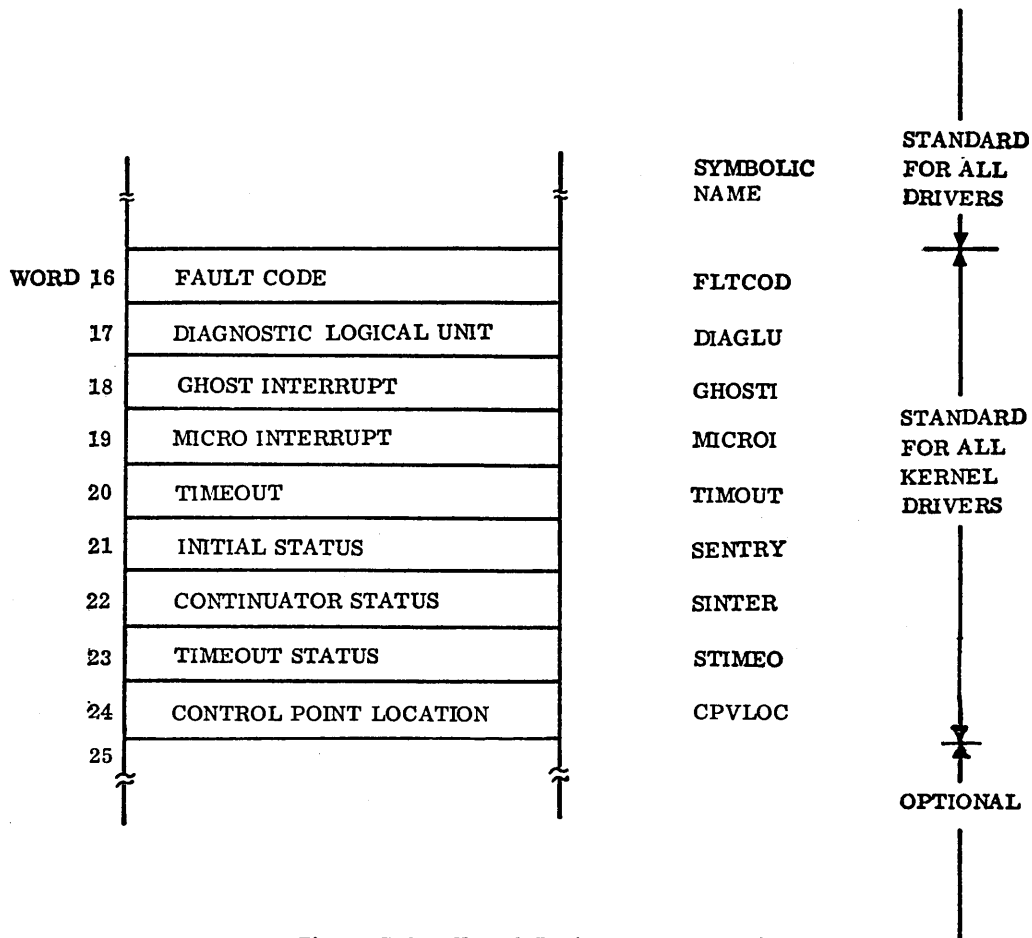 STANDARD
FOR ALL
DRIVERS
SYMBOLIC
NAME
WORD 16 FAULT CODE FLTCOD
17 DIAGNOSTIC LOGICAL UNIT DIAGLU
18 GHOST INTERRUPT GHOSTI
19 MICRO INTERRUPT MICROI
20 TIMEOUT TIMOUT
21 INITIAL STATUS SENTRY
22 CONTINUATOR STATUS SINTER
23 TIMEOUT STATUS STIMEO
24 CONTROL POINT LOCATION CPVLOC
25
STANDARD
FOR ALL
KERNEL
DRIVERS
OPTIONAL